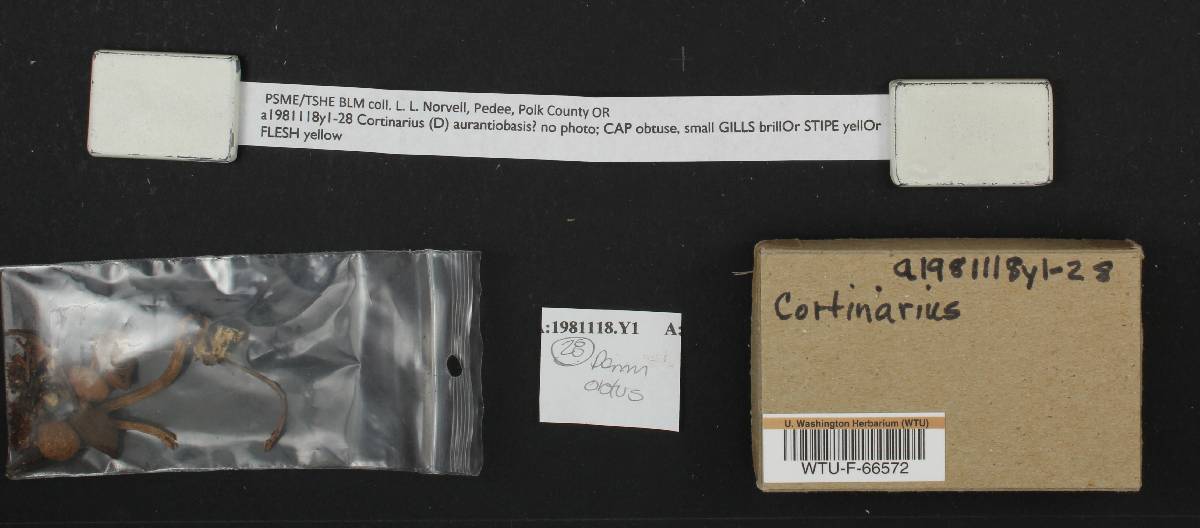 PSME/TSHE BLM coll. L. L. Norvell, Pedee, Polk County OR
a1981118y1-28 Cortinarius (D) aurantiobasis? no photo; CAP obtuse, small GILLS brillOr STIPE yellOr
FLESH yellow
A:1981118.Y1 A:
28 Derm
obtus
a1981118y1-28
Cortinarius
U. Washington Herbarium (WTU)
WTU-F-66572